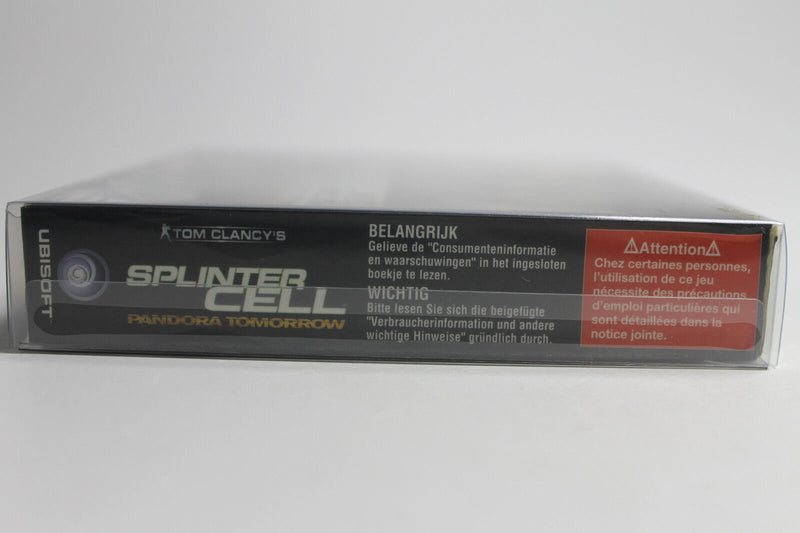 UBISOFT
TOM CLANCY'S
SPLINTER
CELL
PANDORA TOMORROW
BELANGRIJK
Gelieve de "Consumenteninformatie
en waarschuwingen" in het ingesloten
boekje te lezen.
WICHTIG
Bitte lesen Sie sich die beigefügte
"Verbraucherinformation und andere
wichtige Hinweise" gründlich durch.
⚠Attention⚠
Chez certaines personnes,
l'utilisation de ce jeu
nécessite des précautions
d'emploi particulières qui
sont détaillées dans la
notice jointe.